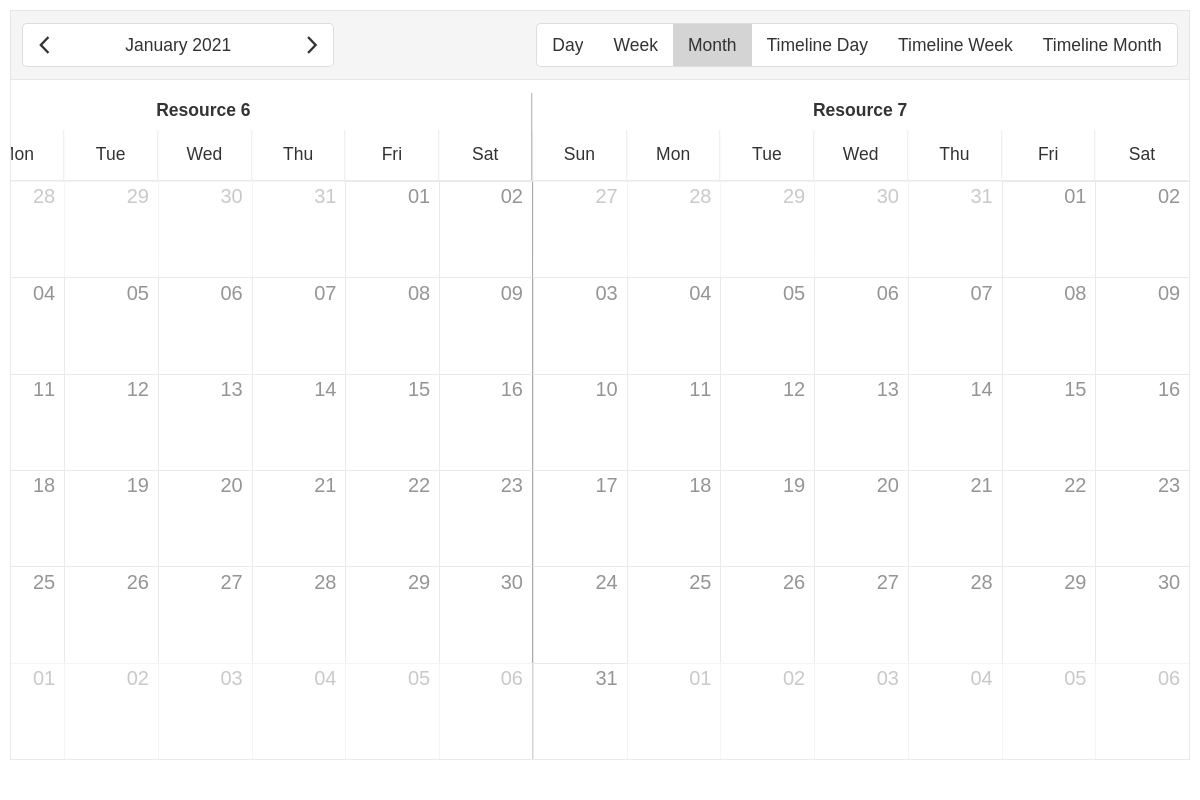 January 2021 Day Week Month Timeline Day Timeline Week Timeline Month
Resource 6 Resource 7
Tue Wed Thu Fri Sat Sun Mon Tue Wed Thu Fri Sat
28 29 30 31 01 02 27 28 29 30 31 01 02
04 05 06 07 08 09 03 04 05 06 07 08 09
11 12 13 14 15 16 10 11 12 13 14 15 16
18 19 20 21 22 23 17 18 19 20 21 22 23
25 26 27 28 29 30 24 25 26 27 28 29 30
01 02 03 04 05 06 31 01 02 03 04 05 06